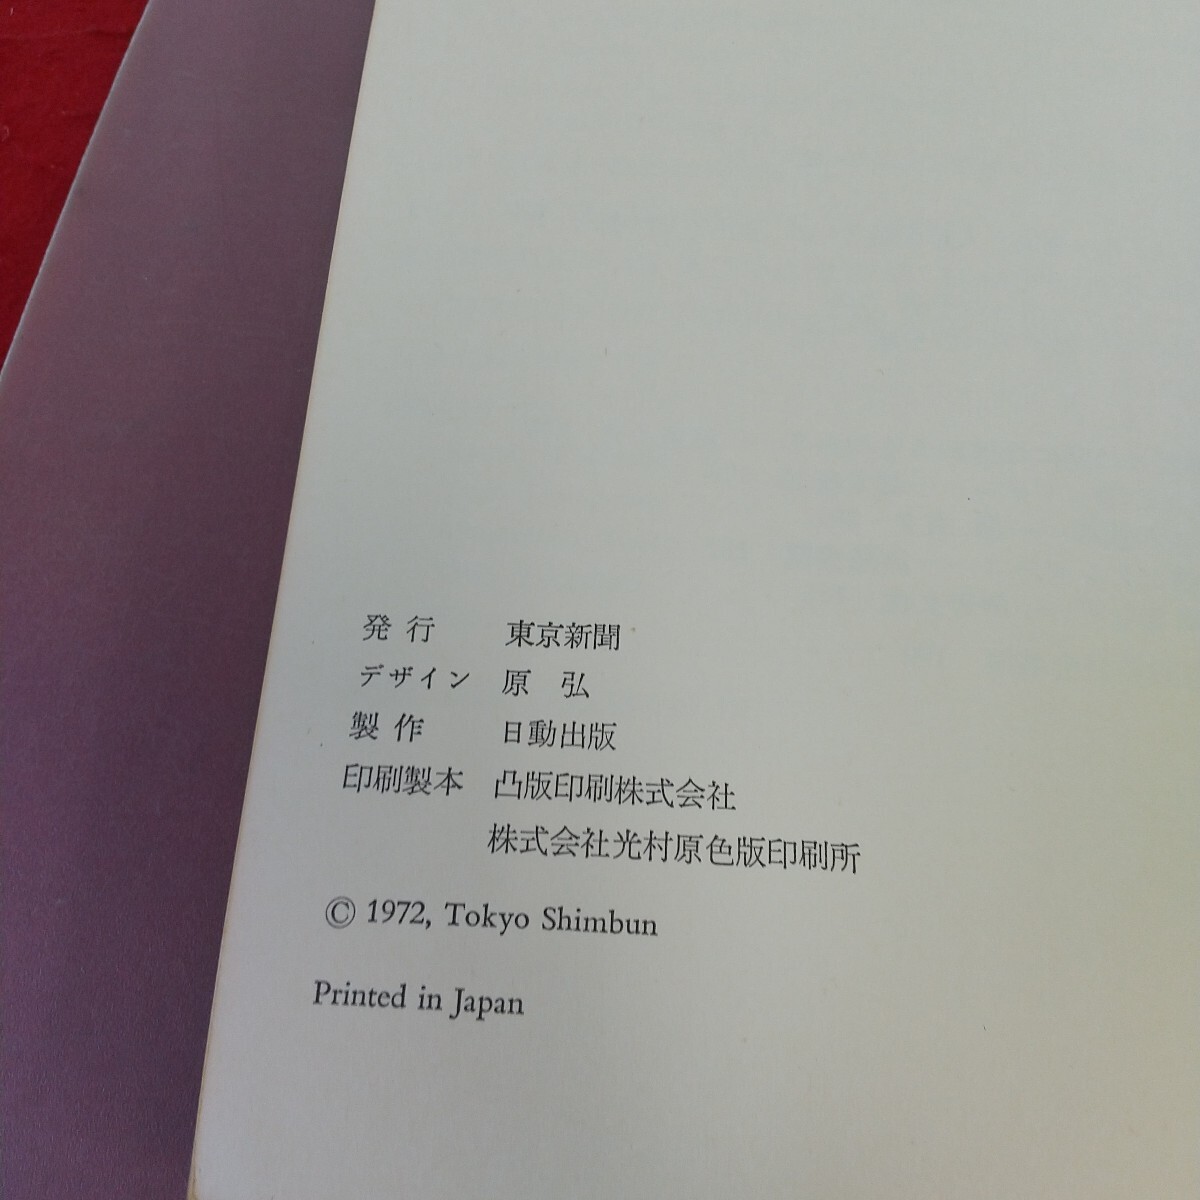 発行 東京新聞
デザイン 原 弘
製作 日動出版
印刷製本 凸版印刷株式会社
株式会社光村原色版印刷所
© 1972, Tokyo Shimbun
Printed in Japan